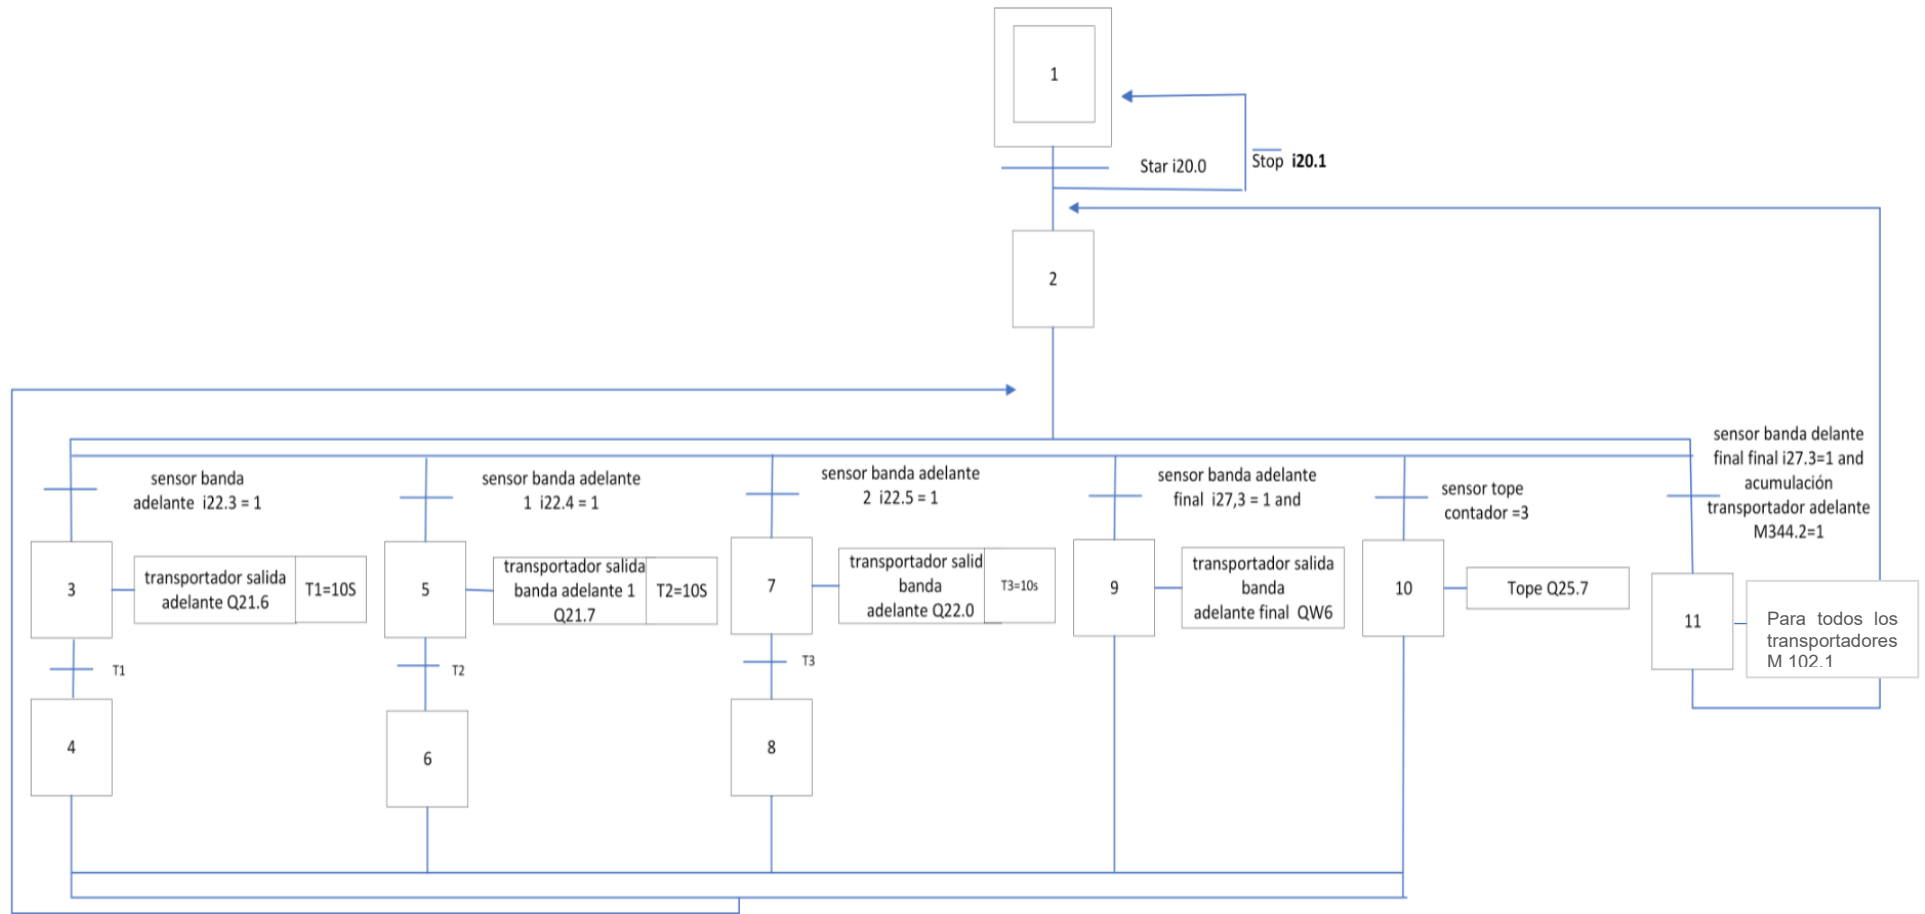 1
Star i20.0
Stop i20.1
2
sensor banda
adelante i22.3 = 1
sensor banda adelante
1 i22.4 = 1
sensor banda adelante
2 i22.5 = 1
sensor banda adelante
final i27,3 = 1 and
sensor tope
contador =3
sensor banda delante
final final i27.3=1 and
acumulación
transportador adelante
M344.2=1
3
transportador salida
adelante Q21.6
T1=10S
5
transportador salida
banda adelante 1
Q21.7
T2=10S
7
transportador salid
banda
adelante Q22.0
T3=10s
9
transportador salida
banda
adelante final QW6
10
Tope Q25.7
11
Para todos los
transportadores
M 102.1
T1
T2
T3
4
6
8